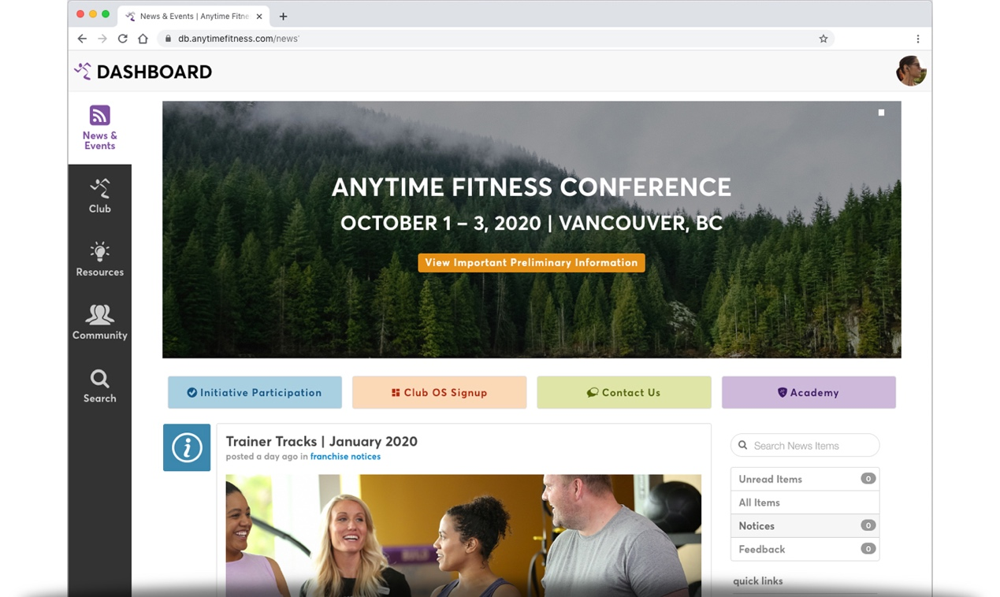 News & Events | Anytime Fitne
db.anytimefitness.com/news'
DASHBOARD
News &
Events
Club
Resources
Community
Search
ANYTIME FITNESS CONFERENCE
OCTOBER 1 – 3, 2020 | VANCOUVER, BC
View Important Preliminary Information
Initiative Participation
Club OS Signup
Contact Us
Academy
Trainer Tracks | January 2020
posted a day ago in franchise notices
Search News Items
Unread Items 0
All Items
Notices 0
Feedback 0
quick links